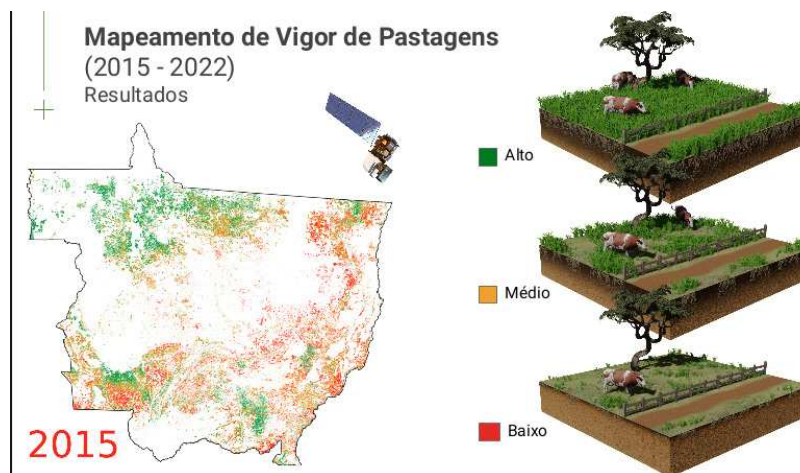 Mapeamento de Vigor de Pastagens
(2015 - 2022)
Resultados
Alto
Médio
Baixo
2015